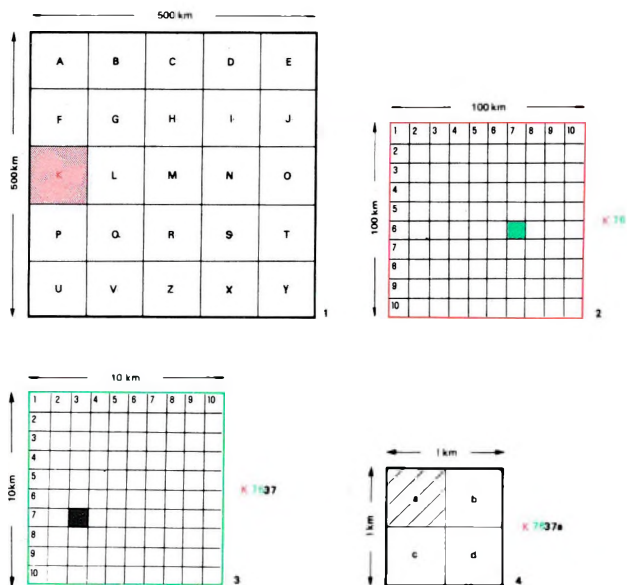 500 km
500 km
A B C D E
F G H I J
K L M N O
P Q R S T
U V Z X Y
1
100 km
100 km
1 2 3 4 5 6 7 8 9 10
2
3
4
5
6
7
8
9
10
K 76
2
10 km
10 km
1 2 3 4 5 6 7 8 9 10
2
3
4
5
6
7
8
9
10
K 7637
3
1 km
1 km
a b
c d
K 7637a
4